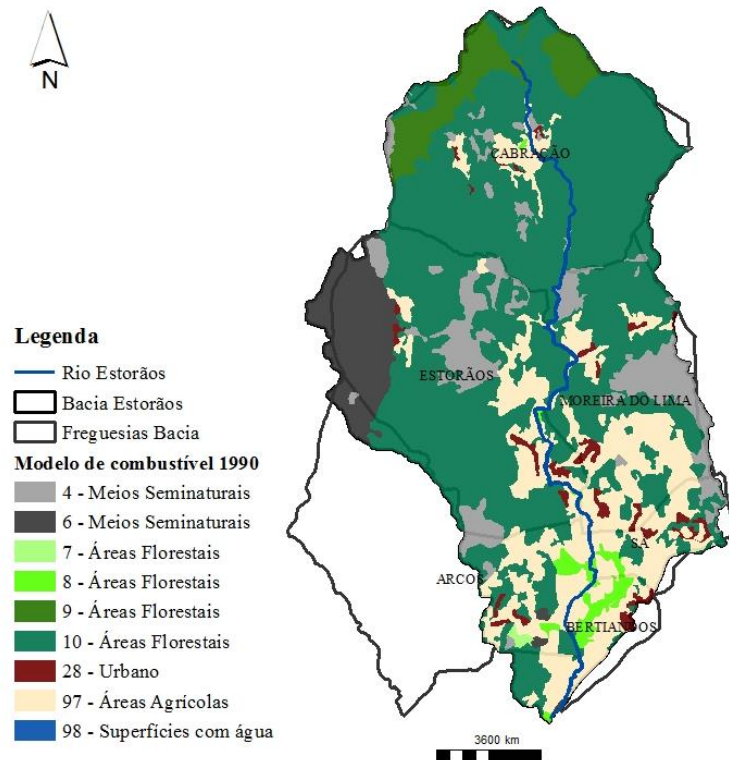 N
CABRAÇÃO
ESTORÃOS
MOREIRA DO LIMA
SA
ARCOS
BERTIANDOS
Legenda
Rio Estorãos
Bacia Estorãos
Freguesias Bacia
Modelo de combustível 1990
4 - Meios Seminaturais
6 - Meios Seminaturais
7 - Áreas Florestais
8 - Áreas Florestais
9 - Áreas Florestais
10 - Áreas Florestais
28 - Urbano
97 - Áreas Agrícolas
98 - Superfícies com água
3600 km